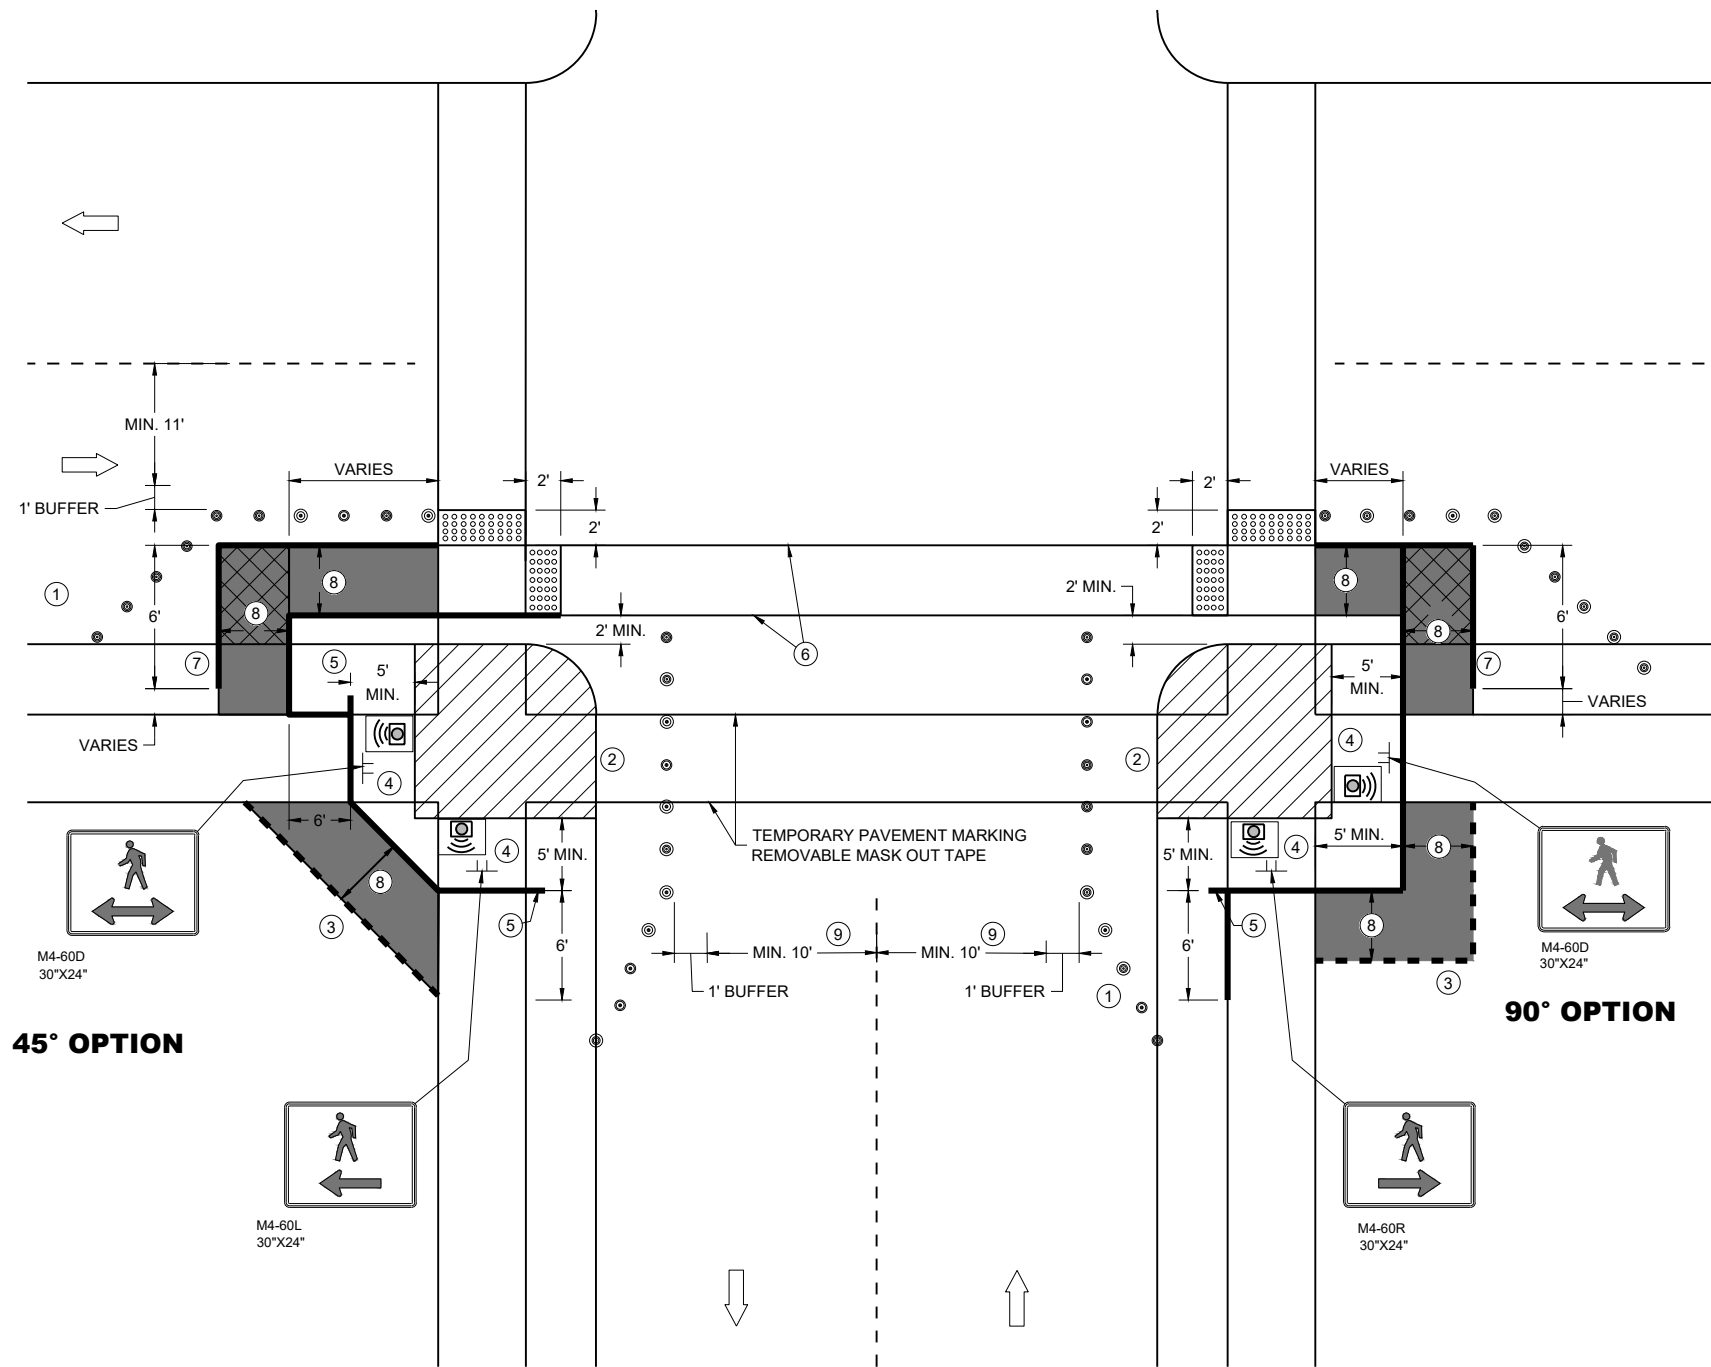 MIN. 11'
VARIES
2'
VARIES
2'
1' BUFFER
2'
2'
8
8
1
8
6'
8
2' MIN.
2' MIN.
8
6'
6
7
5
5'
MIN.
5'
MIN.
7
VARIES
VARIES
4
2
2
4
6'
TEMPORARY PAVEMENT MARKING
REMOVABLE MASK OUT TAPE
4
5' MIN.
5' MIN.
4
5' MIN.
8
8
3
5
6'
9
MIN. 10'
9
MIN. 10'
6'
5
8
M4-60D
30"X24"
M4-60D
30"X24"
1' BUFFER
1' BUFFER
1
3
45° OPTION
90° OPTION
M4-60L
30"X24"
M4-60R
30"X24"